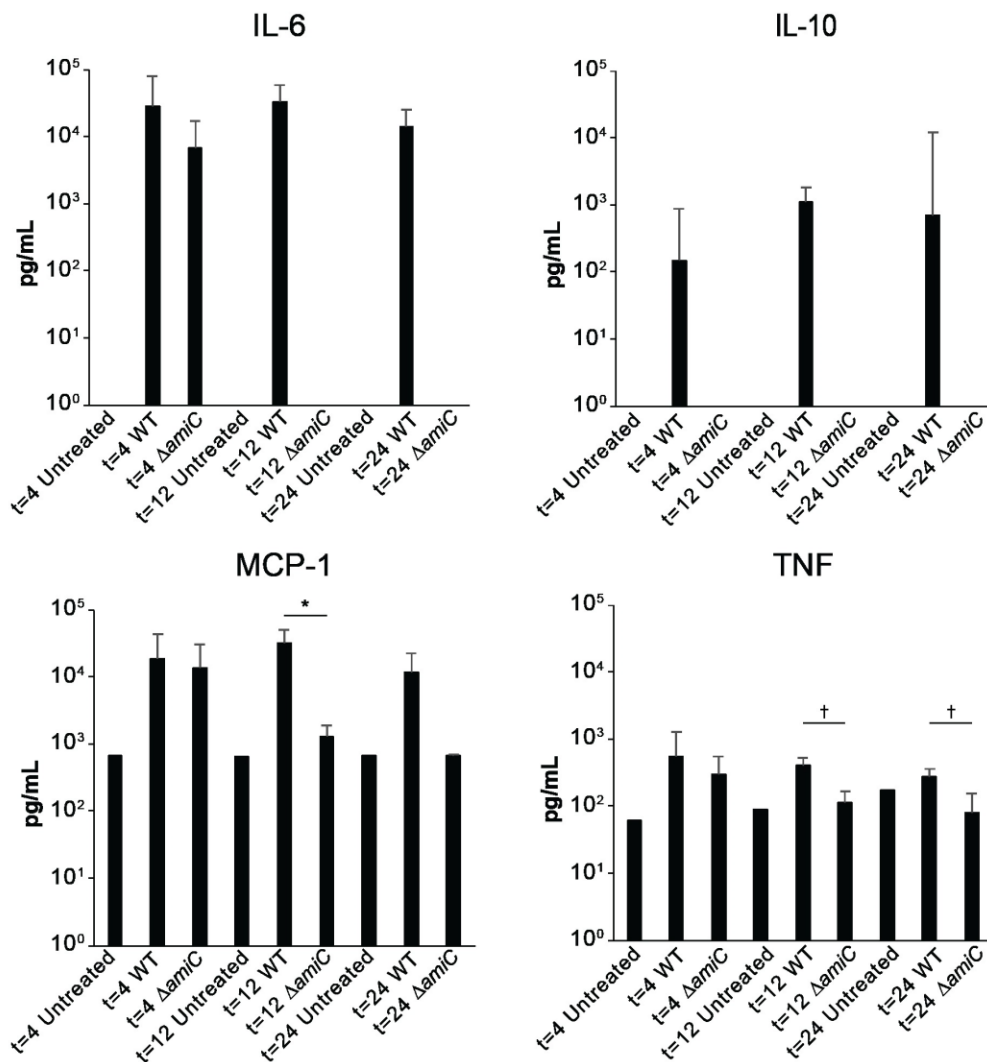 IL-6
10⁵
10⁴
10³
10²
10¹
10⁰
pg/mL
t=4 Untreated
t=4 WT
t=4 ΔamiC
t=12 Untreated
t=12 WT
t=12 ΔamiC
t=24 Untreated
t=24 WT
t=24 ΔamiC
IL-10
10⁵
10⁴
10³
10²
10¹
10⁰
pg/mL
t=4 Untreated
t=4 WT
t=4 ΔamiC
t=12 Untreated
t=12 WT
t=12 ΔamiC
t=24 Untreated
t=24 WT
t=24 ΔamiC
MCP-1
10⁵
10⁴
10³
10²
10¹
10⁰
pg/mL
*
t=4 Untreated
t=4 WT
t=4 ΔamiC
t=12 Untreated
t=12 WT
t=12 ΔamiC
t=24 Untreated
t=24 WT
t=24 ΔamiC
TNF
10⁵
10⁴
10³
10²
10¹
10⁰
pg/mL
† †
t=4 Untreated
t=4 WT
t=4 ΔamiC
t=12 Untreated
t=12 WT
t=12 ΔamiC
t=24 Untreated
t=24 WT
t=24 ΔamiC